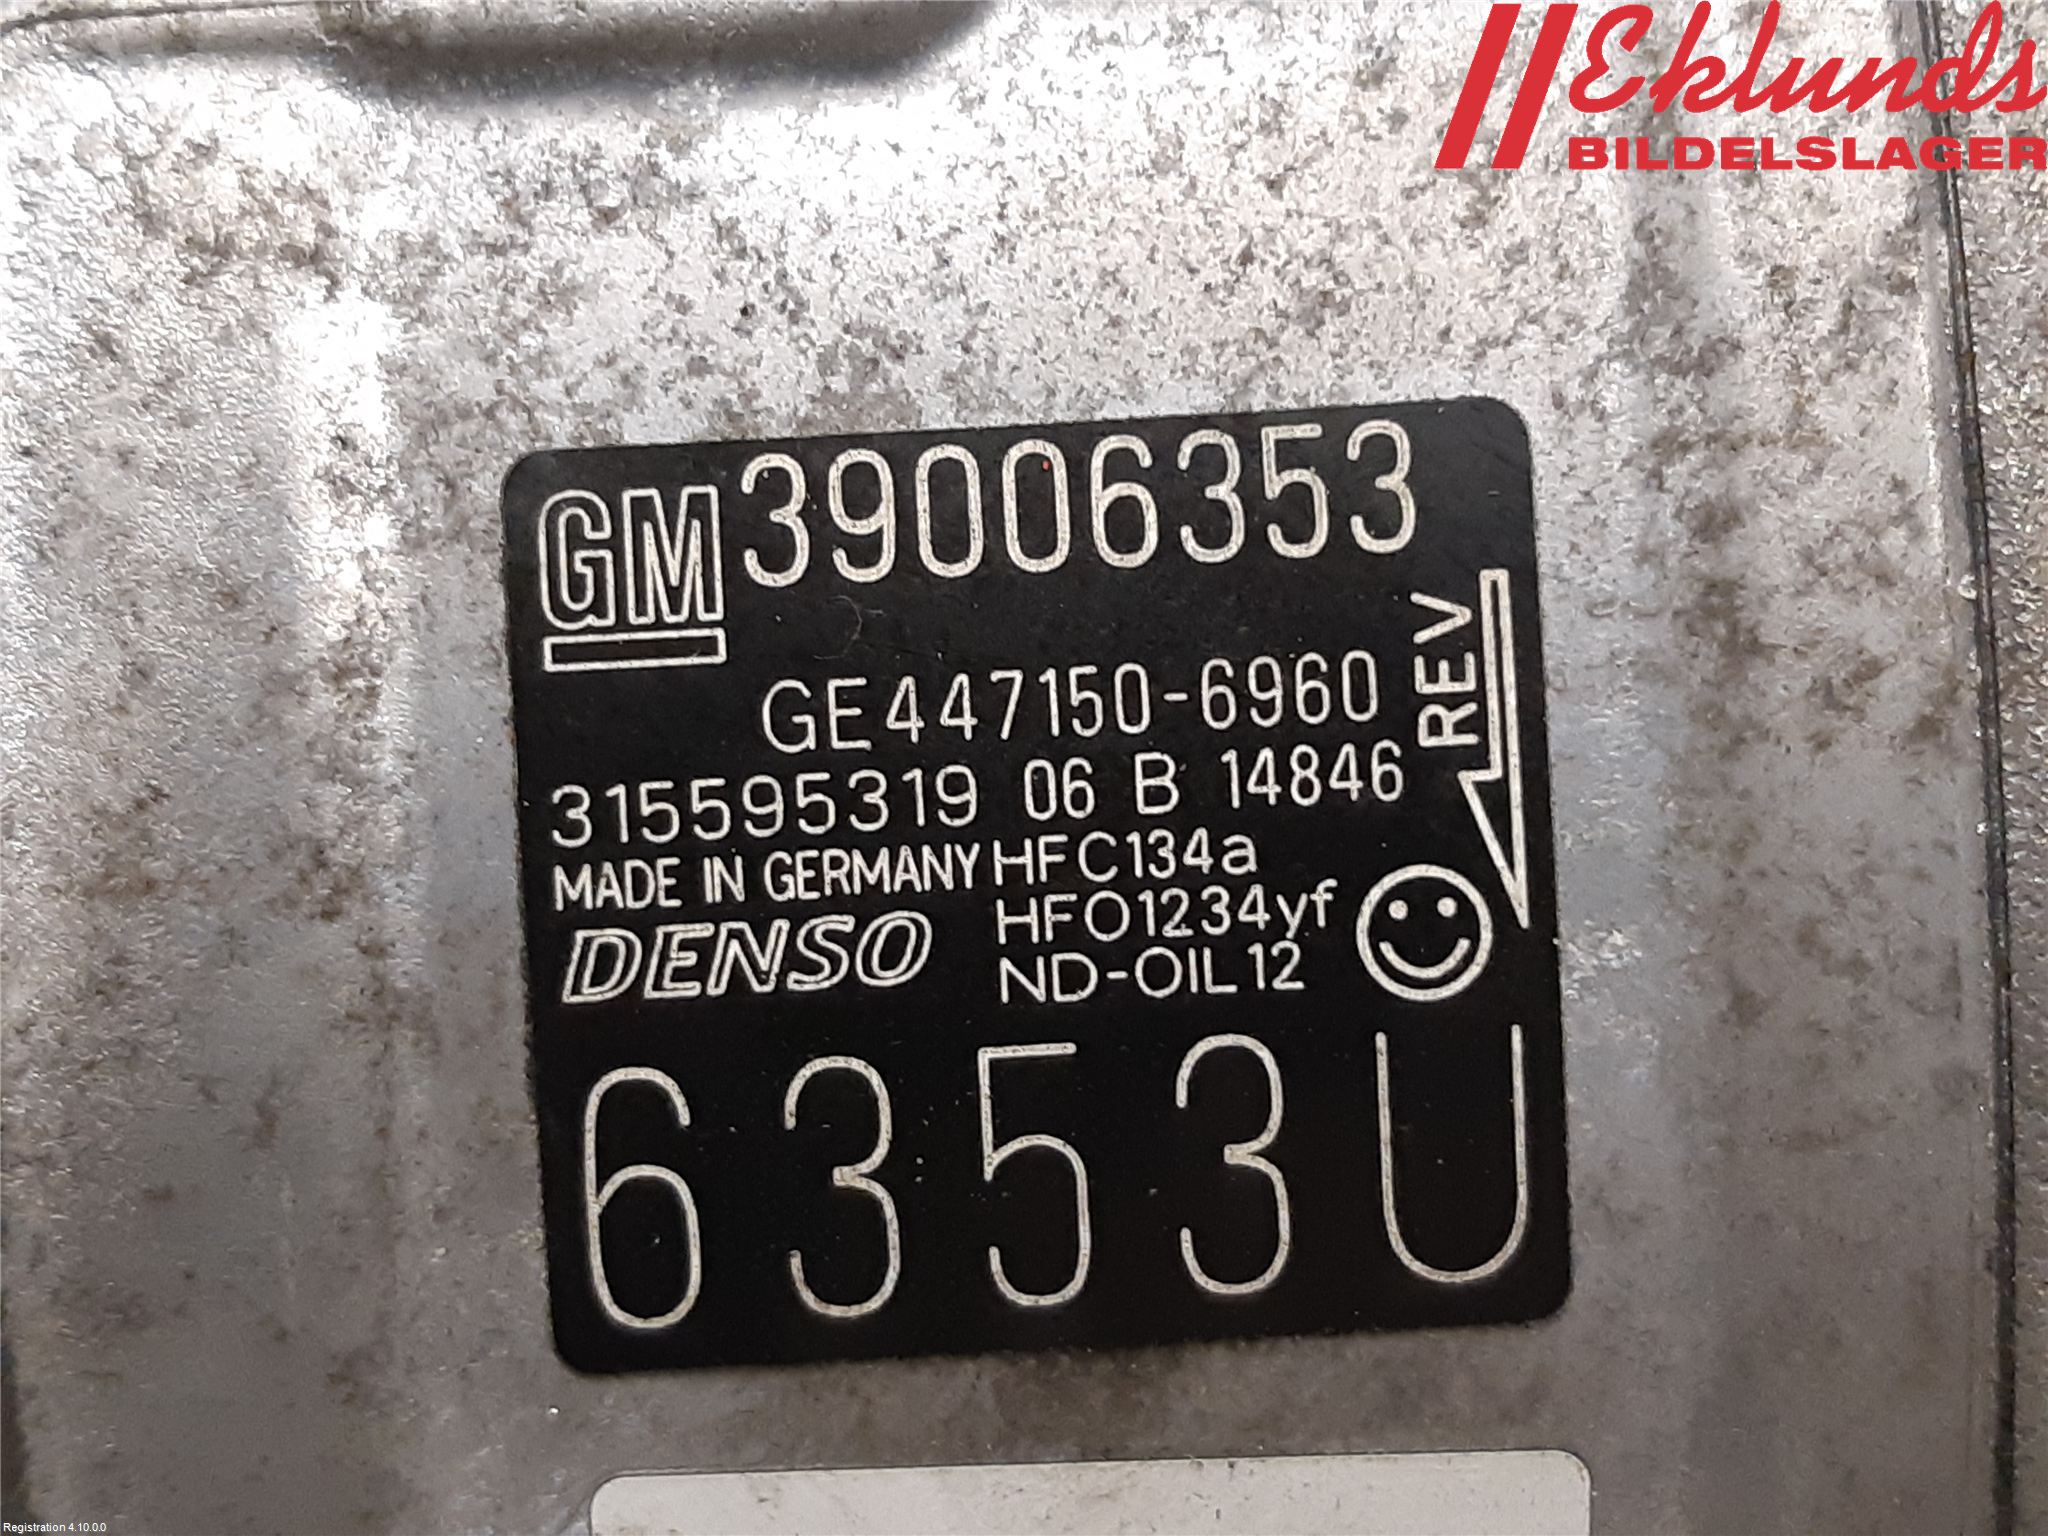 Eklunds
BILDELSLAGER
GM 39006353
REV
GE447150-6960
315595319 06 B 14846
MADE IN GERMANY HFC134a
HFO1234yf
DENSO ND-OIL12
6353U
Registration 4.10.0.0